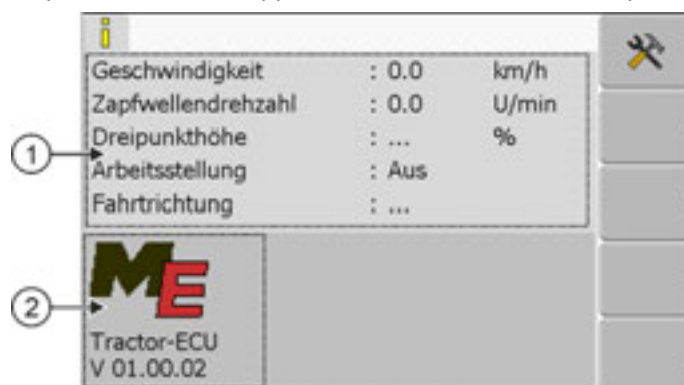 Geschwindigkeit : 0.0 km/h
Zapfwellendrehzahl : 0.0 U/min
Dreipunkthöhe : ... %
Arbeitsstellung : Aus
Fahrtrichtung : ...
1
2
ME
Tractor-ECU
V 01.00.02